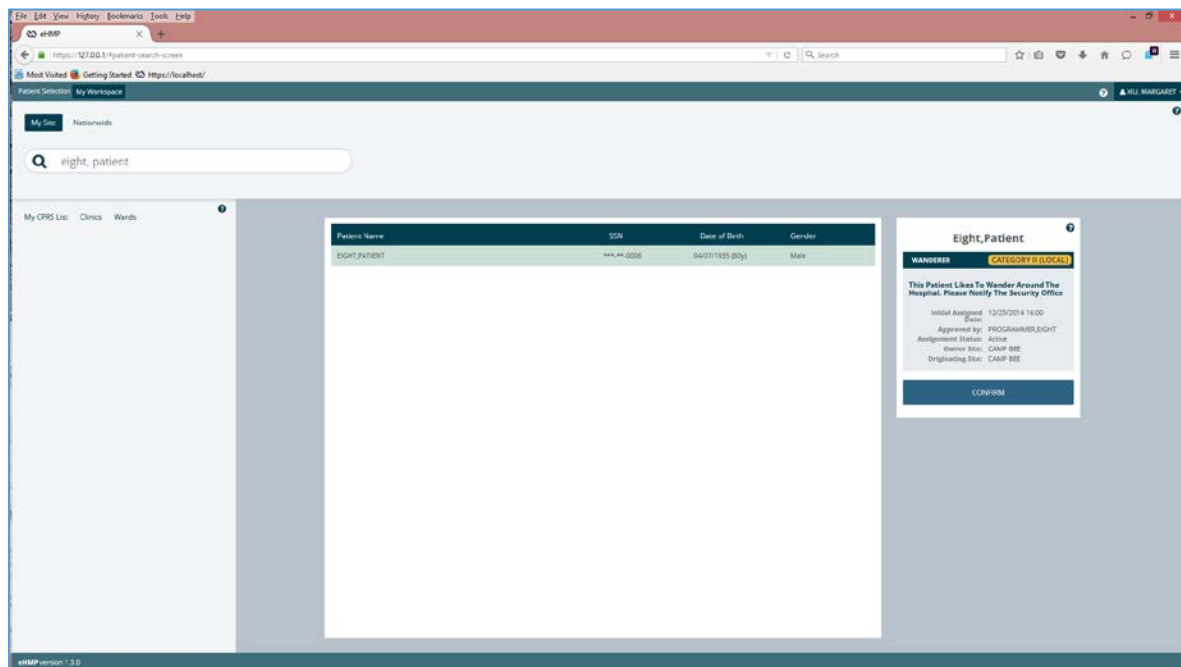 File Edit View History Bookmarks Tools Help
eHMP
https://127.0.0.1/#patient-search-screen
Search
Most Visited Getting Started https://localhost/
Patient Selection My Workspace
XIU, MARGARET
My Site Nationwide
eight, patient
My CPRS List Clinics Wards
Patient Name SSN Date of Birth Gender
EIGHT,PATIENT ***-**-0008 04/07/1935 (80y) Male
Eight,Patient
WANDERER CATEGORY II (LOCAL)
This Patient Likes To Wander Around The
Hospital. Please Notify The Security Office
Initial Assigned Date: 12/23/2014 16:00
Approved by: PROGRAMMER,EIGHT
Assignment Status: Active
Owner Site: CAMP BEE
Originating Site: CAMP BEE
CONFIRM
eHMP version 1.3.0